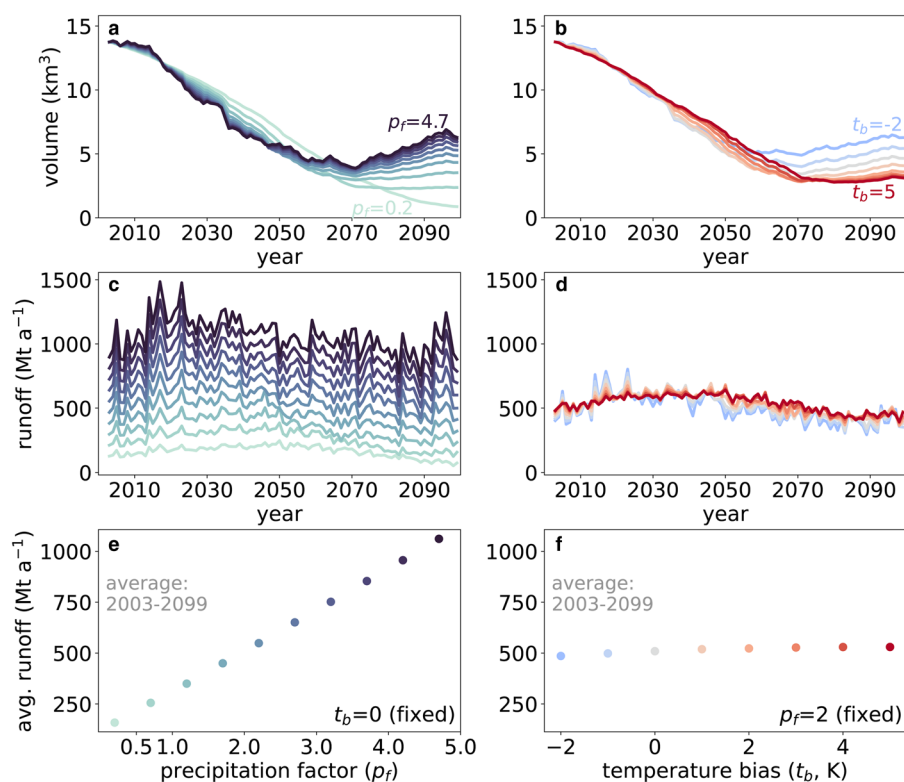 a
volume (km³)
15
10
5
0
p_f=4.7
p_f=0.2
2010 2030 2050 2070 2090
year
b
15
10
5
0
t_b=-2
t_b=5
2010 2030 2050 2070 2090
year
c
runoff (Mt a⁻¹)
1500
1000
500
0
2010 2030 2050 2070 2090
year
d
1500
1000
500
0
2010 2030 2050 2070 2090
year
e
avg. runoff (Mt a⁻¹)
1000
750
500
250
average:
2003-2099
t_b=0 (fixed)
0.5 1.0 2.0 3.0 4.0 5.0
precipitation factor (p_f)
f
1000
750
500
250
average:
2003-2099
p_f=2 (fixed)
−2 0 2 4
temperature bias (t_b, K)